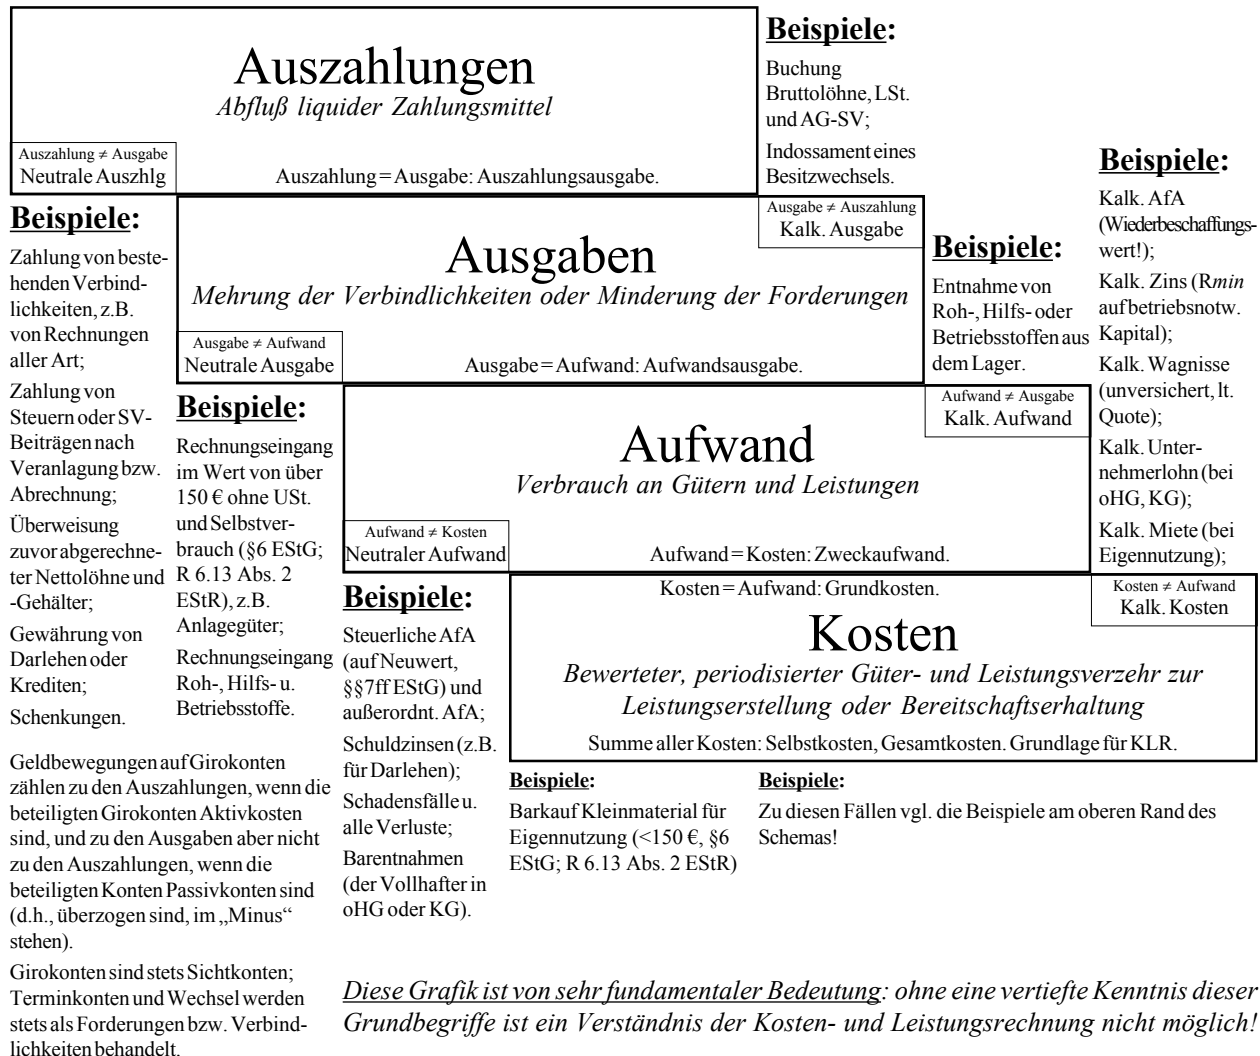 Auszahlungen
Abfluß liquider Zahlungsmittel
Auszahlung ≠ Ausgabe
Neutrale Auszhlg
Auszahlung = Ausgabe: Auszahlungsausgabe.
Beispiele:
Buchung
Bruttolöhne, LSt.
und AG-SV;
Indossament eines
Besitzwechsels.
Beispiele:
Zahlung von beste-
henden Verbind-
lichkeiten, z.B.
von Rechnungen
aller Art;
Zahlung von
Steuern oder SV-
Beiträgen nach
Veranlagung bzw.
Abrechnung;
Überweisung
zuvor abgerechne-
ter Nettolöhne und
-Gehälter;
Gewährung von
Darlehen oder
Krediten;
Schenkungen.
Ausgabe ≠ Auszahlung
Kalk. Ausgabe
Ausgaben
Mehrung der Verbindlichkeiten oder Minderung der Forderungen
Ausgabe ≠ Aufwand
Neutrale Ausgabe
Ausgabe = Aufwand: Aufwandsausgabe.
Beispiele:
Entnahme von
Roh-, Hilfs- oder
Betriebsstoffen aus
dem Lager.
Beispiele:
Kalk. AfA
(Wiederbeschaffungs-
wert!);
Kalk. Zins (Rmin
auf betriebsnotw.
Kapital);
Kalk. Wagnisse
(unversichert, lt.
Quote);
Kalk. Unter-
nehmerlohn (bei
oHG, KG);
Kalk. Miete (bei
Eigennutzung);
Beispiele:
Rechnungseingang
im Wert von über
150 € ohne USt.
und Selbstver-
brauch (§6 EStG;
R 6.13 Abs. 2
EStR), z.B.
Anlagegüter;
Rechnungseingang
Roh-, Hilfs- u.
Betriebsstoffe.
Aufwand ≠ Ausgabe
Kalk. Aufwand
Aufwand
Verbrauch an Gütern und Leistungen
Aufwand ≠ Kosten
Neutraler Aufwand
Aufwand = Kosten: Zweckaufwand.
Beispiele:
Steuerliche AfA
(auf Neuwert,
§§7ff EStG) und
außerordnt. AfA;
Schuldzinsen (z.B.
für Darlehen);
Schadensfälle u.
alle Verluste;
Barentnahmen
(der Vollhafter in
oHG oder KG).
Kosten = Aufwand: Grundkosten.
Kosten ≠ Aufwand
Kalk. Kosten
Kosten
Bewerteter, periodisierter Güter- und Leistungsverzehr zur
Leistungserstellung oder Bereitschaftserhaltung
Summe aller Kosten: Selbstkosten, Gesamtkosten. Grundlage für KLR.
Beispiele:
Barkauf Kleinmaterial für
Eigennutzung (<150 €, §6
EStG; R 6.13 Abs. 2 EStR)
Beispiele:
Zu diesen Fällen vgl. die Beispiele am oberen Rand des
Schemas!
Geldbewegungen auf Girokonten
zählen zu den Auszahlungen, wenn die
beteiligten Girokonten Aktivkosten
sind, und zu den Ausgaben aber nicht
zu den Auszahlungen, wenn die
beteiligten Konten Passivkonten sind
(d.h., überzogen sind, im „Minus“
stehen).
Girokonten sind stets Sichtkonten;
Terminkonten und Wechsel werden
stets als Forderungen bzw. Verbind-
lichkeiten behandelt.
Diese Grafik ist von sehr fundamentaler Bedeutung: ohne eine vertiefte Kenntnis dieser
Grundbegriffe ist ein Verständnis der Kosten- und Leistungsrechnung nicht möglich!